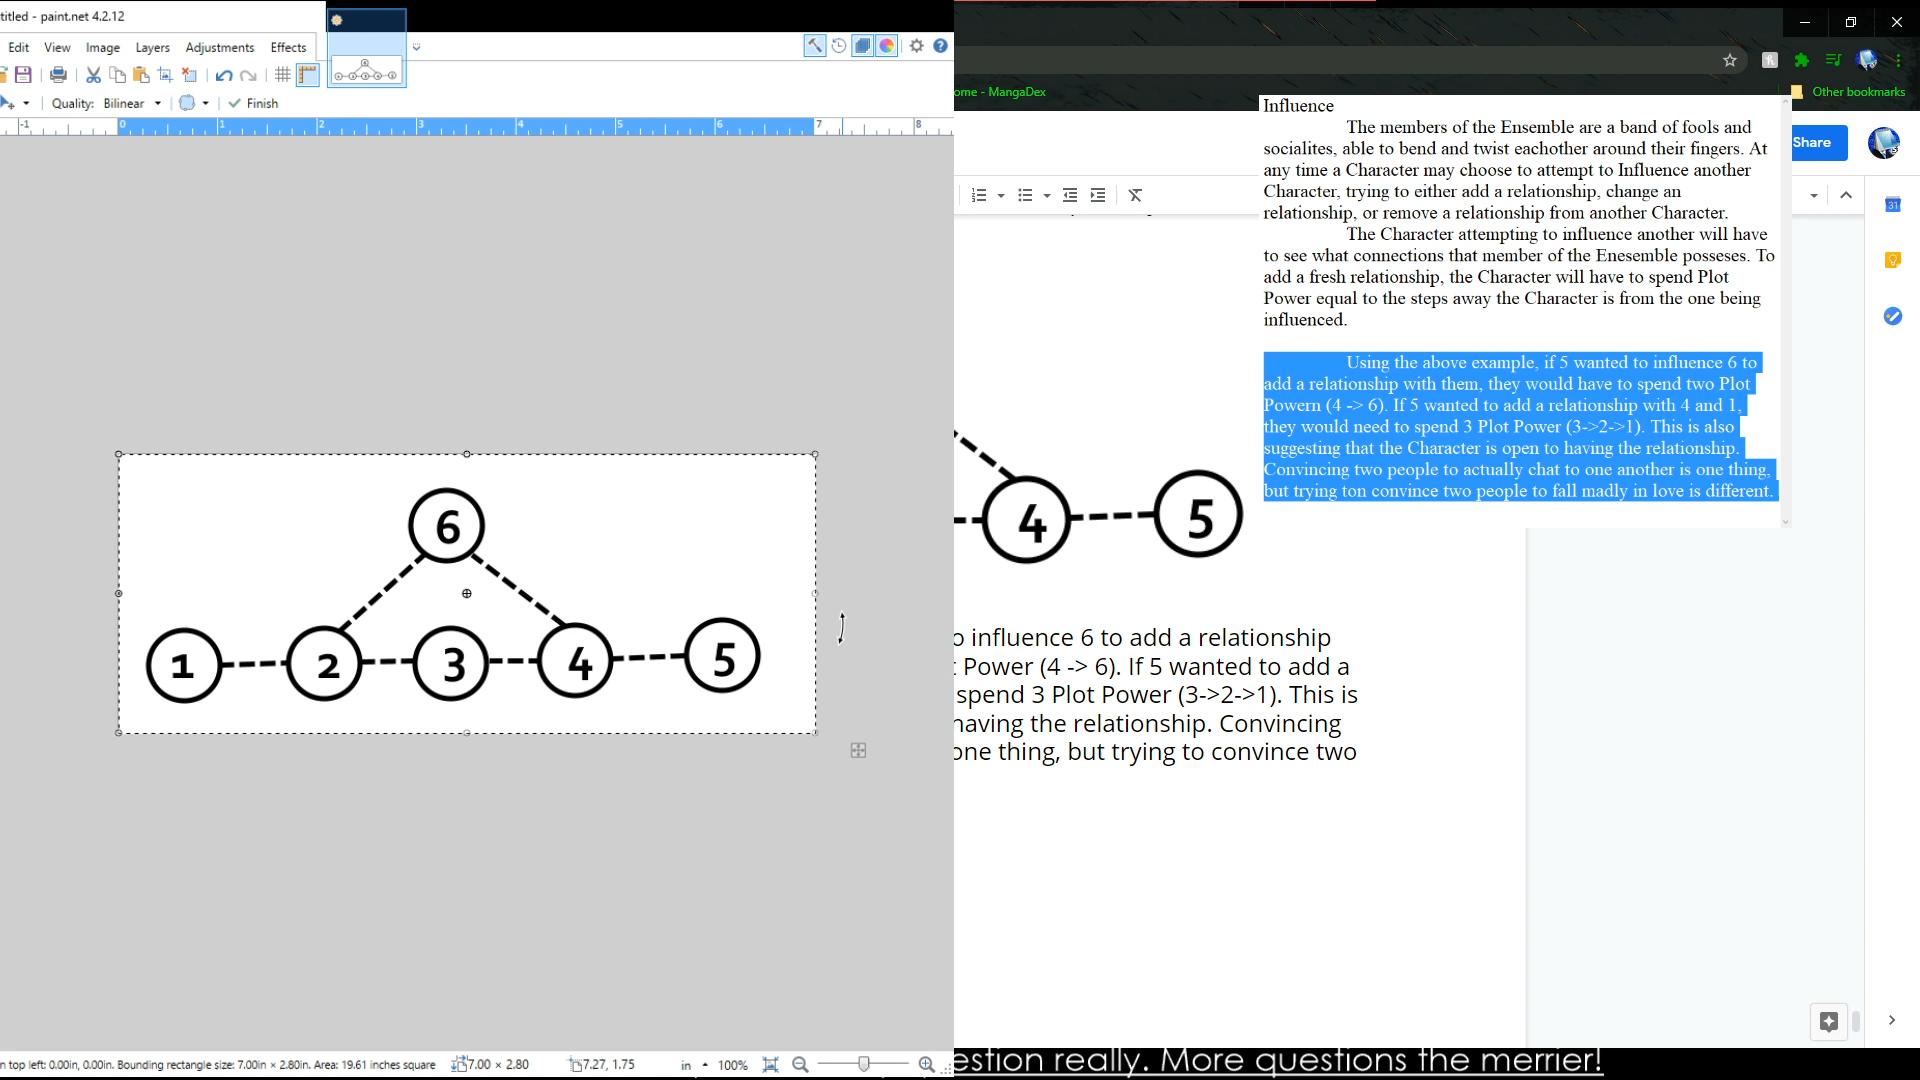 titled - paint.net 4.2.12
Edit View Image Layers Adjustments Effects
Quality: Bilinear Finish
-1 0 1 2 3 4 5 6 7 8
6
1 2 3 4 5
n top left: 0.00in, 0.00in. Bounding rectangle size: 7.00in × 2.80in. Area: 19.61 inches square 7.00 × 2.80 7.27, 1.75 in 100%
ome - MangaDex
Other bookmarks
Share
31
Influence
The members of the Ensemble are a band of fools and
socialites, able to bend and twist eachother around their fingers. At
any time a Character may choose to attempt to Influence another
Character, trying to either add a relationship, change an
relationship, or remove a relationship from another Character.
The Character attempting to influence another will have
to see what connections that member of the Enesemble posseses. To
add a fresh relationship, the Character will have to spend Plot
Power equal to the steps away the Character is from the one being
influenced.
Using the above example, if 5 wanted to influence 6 to
add a relationship with them, they would have to spend two Plot
Powern (4 -> 6). If 5 wanted to add a relationship with 4 and 1,
they would need to spend 3 Plot Power (3->2->1). This is also
suggesting that the Character is open to having the relationship.
Convincing two people to actually chat to one another is one thing,
but trying ton convince two people to fall madly in love is different.
4 5
o influence 6 to add a relationship
Power (4 -> 6). If 5 wanted to add a
spend 3 Plot Power (3->2->1). This is
having the relationship. Convincing
one thing, but trying to convince two
estion really. More questions the merrier!